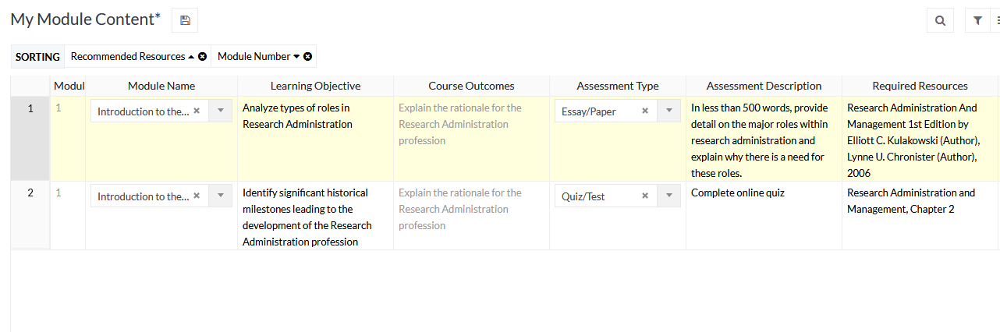 My Module Content*
SORTING Recommended Resources Module Number
Modul Module Name Learning Objective Course Outcomes Assessment Type Assessment Description Required Resources
1 1 Introduction to the... Analyze types of roles in Explain the rationale for the Essay/Paper In less than 500 words, provide Research Administration And
Research Administration Research Administration detail on the major roles within Management 1st Edition by
profession research administration and Elliott C. Kulakowski (Author),
explain why there is a need for Lynne U. Chronister (Author),
these roles. 2006
2 1 Introduction to the... Identify significant historical Explain the rationale for the Quiz/Test Complete online quiz Research Administration and
milestones leading to the Research Administration Management, Chapter 2
development of the Research profession
Administration profession